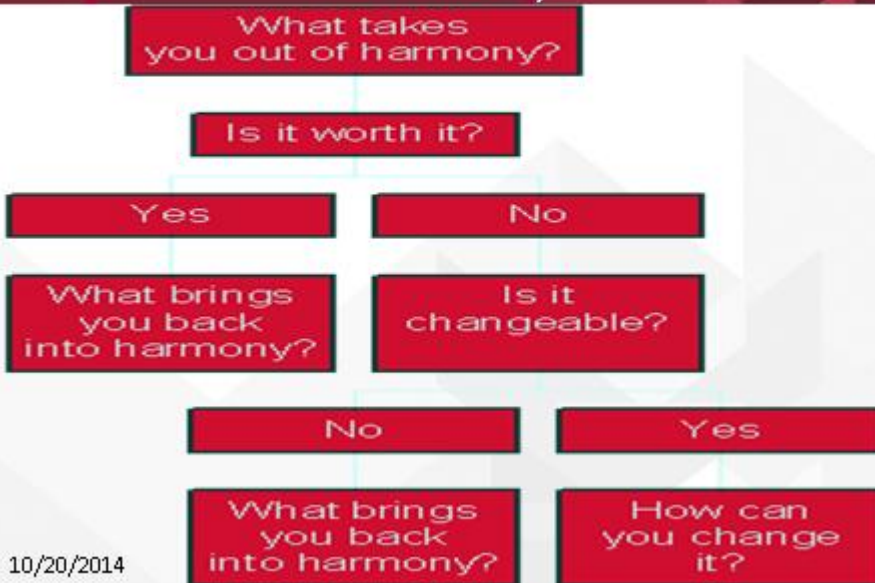 What takes
you out of harmony?
Is it worth it?
Yes
No
What brings
you back
into harmony?
Is it
changeable?
No
Yes
What brings
you back
into harmony?
How can
you change
it?
10/20/2014